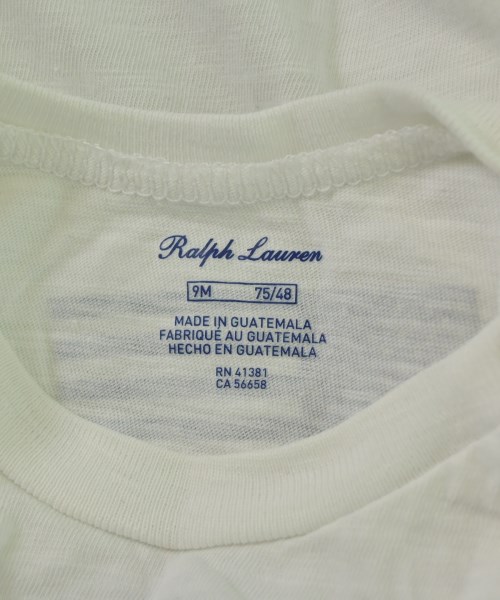 Ralph Lauren
9M 75/48
MADE IN GUATEMALA
FABRIQUÉ AU GUATEMALA
HECHO EN GUATEMALA
RN 41381
CA 56658